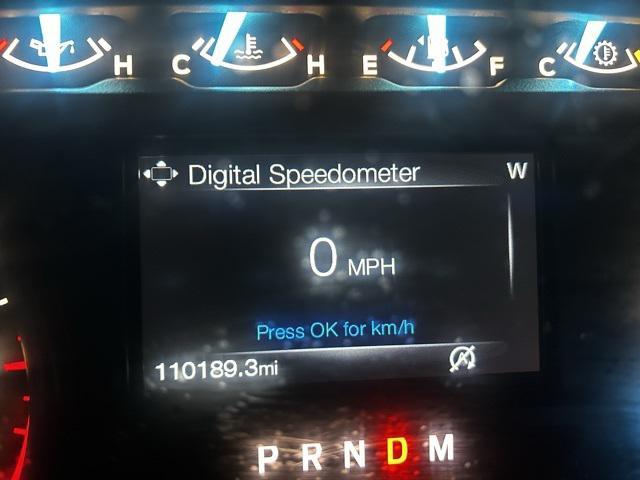 H C H E F C
Digital Speedometer W
0 MPH
Press OK for km/h
110189.3mi
P R N D M